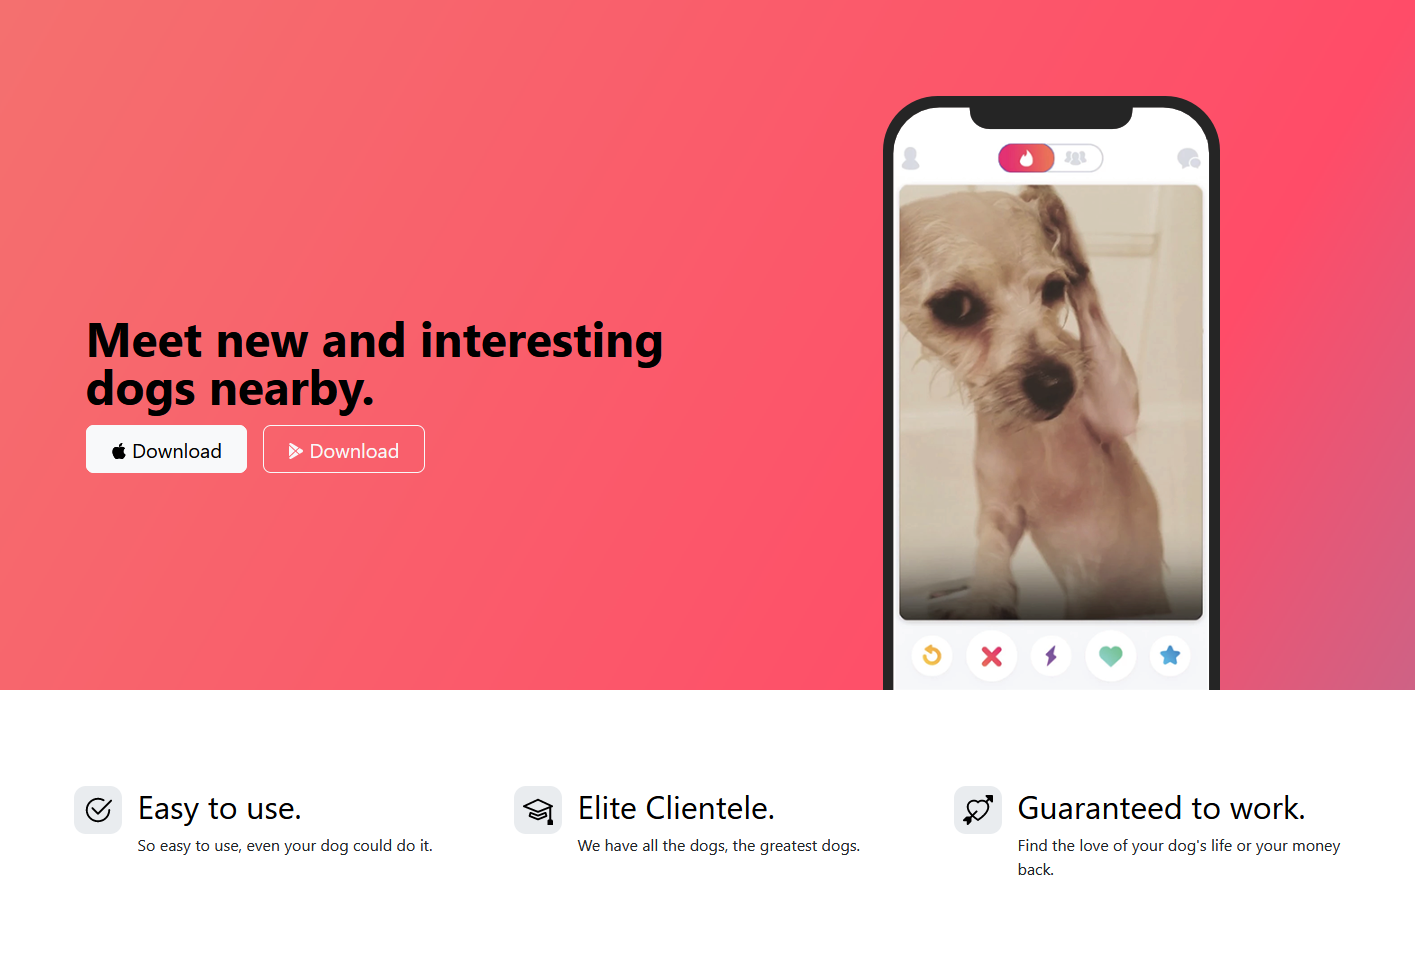 Meet new and interesting
dogs nearby.
Download
Download
Easy to use.
So easy to use, even your dog could do it.
Elite Clientele.
We have all the dogs, the greatest dogs.
Guaranteed to work.
Find the love of your dog's life or your money
back.